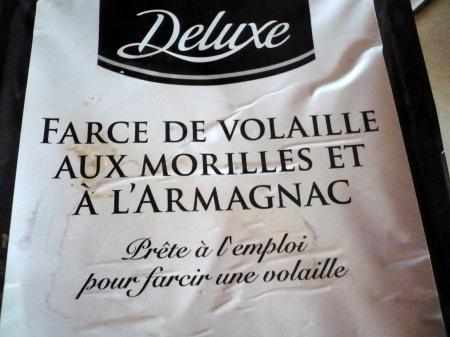 Deluxe
FARCE DE VOLAILLE
AUX MORILLES ET
À L'ARMAGNAC
Prête à l'emploi
pour farcir une volaille